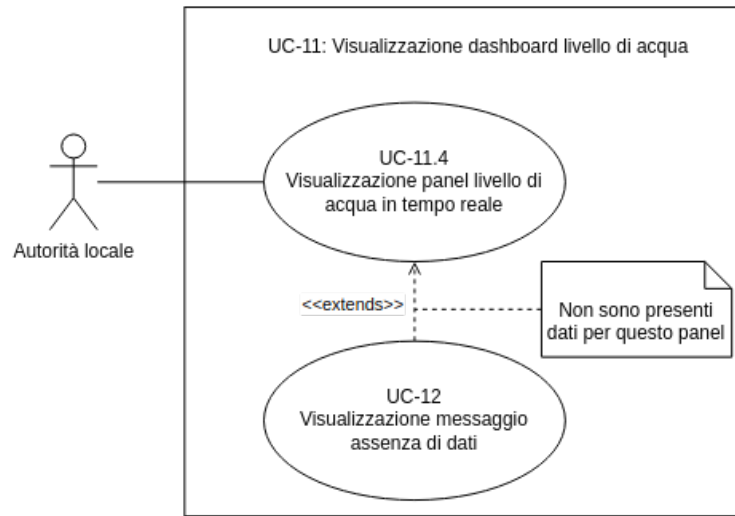 UC-11: Visualizzazione dashboard livello di acqua
UC-11.4
Visualizzazione panel livello di
acqua in tempo reale
Autorità locale
<<extends>>
Non sono presenti
dati per questo panel
UC-12
Visualizzazione messaggio
assenza di dati